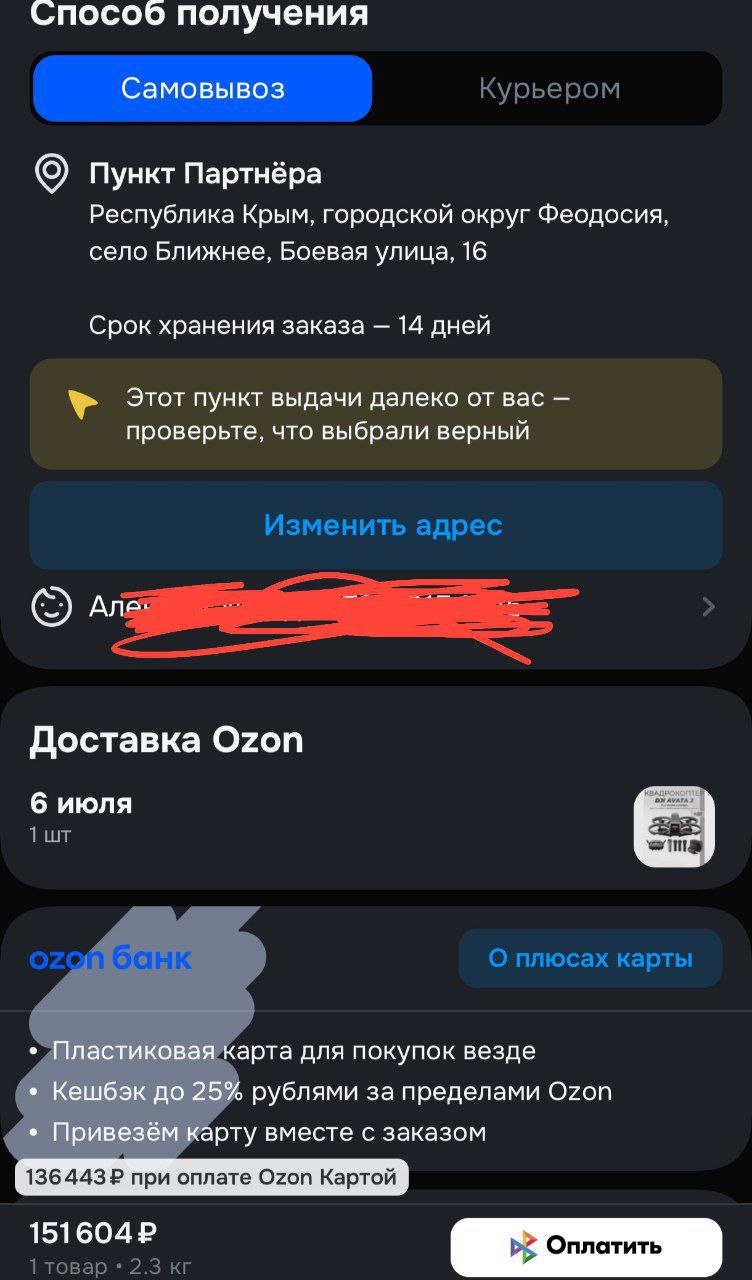 Способ получения
Самовывоз
Курьером
Пункт Партнёра
Республика Крым, городской округ Феодосия,
село Ближнее, Боевая улица, 16
Срок хранения заказа — 14 дней
Этот пункт выдачи далеко от вас —
проверьте, что выбрали верный
Изменить адрес
Доставка Ozon
6 июля
1 шт
КВАДРОКОПТЕР
DJI AVATA 2
ozon банк
О плюсах карты
• Пластиковая карта для покупок везде
• Кешбэк до 25% рублями за пределами Ozon
• Привезём карту вместе с заказом
136 443 ₽ при оплате Ozon Картой
151 604 ₽
Оплатить
1 товар • 2.3 кг